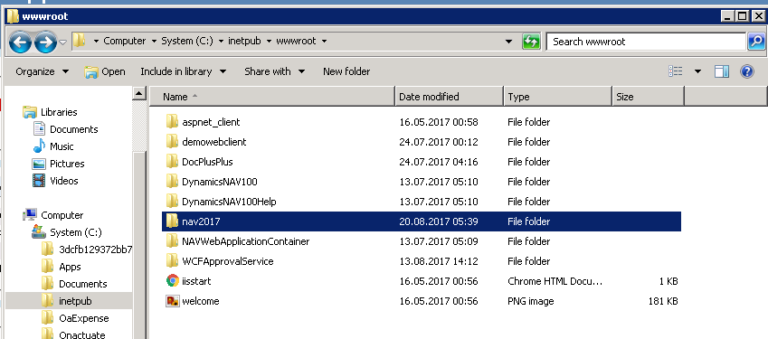 wwwroot
Computer System (C:) inetpub wwwroot Search wwwroot
Organize Open Include in library Share with New folder
Name Date modified Type Size
Libraries
Documents
Music
Pictures
Videos
Computer
System (C:)
3dcfb129372bb7
Apps
Documents
inetpub
OaExpense
Onactuate
aspnet_client 16.05.2017 00:58 File folder
demowebclient 24.07.2017 00:12 File folder
DocPlusPlus 24.07.2017 04:16 File folder
DynamicsNAV100 13.07.2017 05:10 File folder
DynamicsNAV100Help 13.07.2017 05:10 File folder
nav2017 20.08.2017 05:39 File folder
NAVWebApplicationContainer 13.07.2017 05:09 File folder
WCFApprovalService 13.08.2017 14:12 File folder
iisstart 16.05.2017 00:56 Chrome HTML Docu... 1 KB
welcome 16.05.2017 00:56 PNG image 181 KB